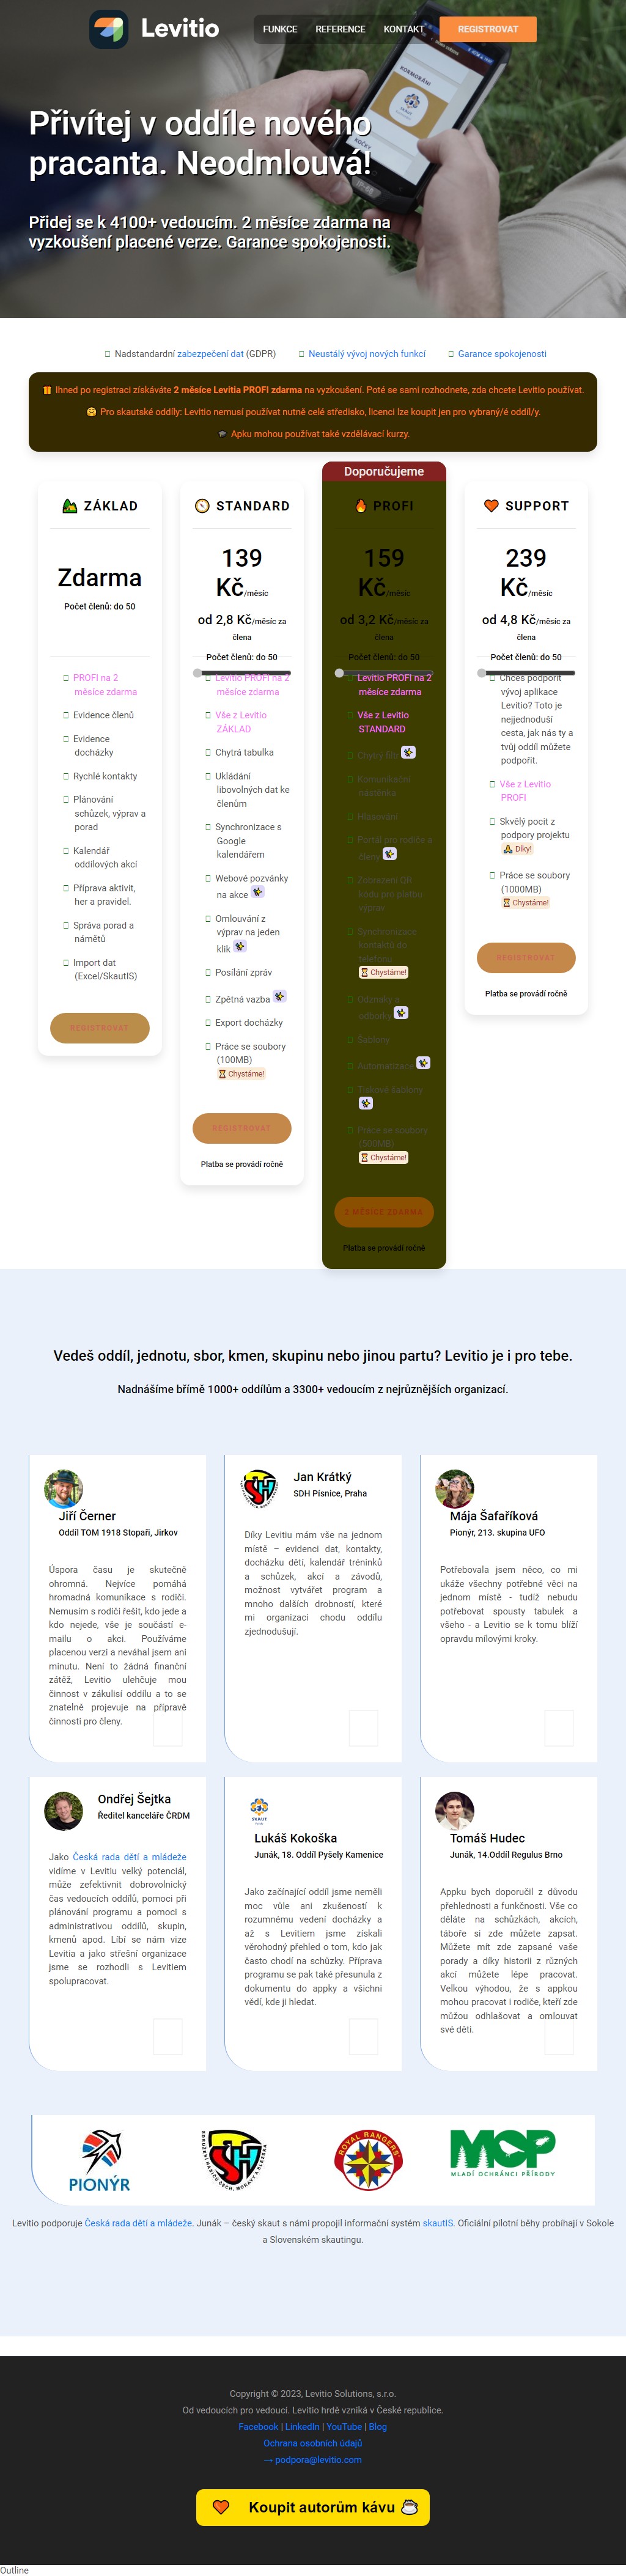 Levitio
FUNKCE
REFERENCE
KONTAKT
REGISTROVAT
KORMORÁNI
KOČKY
Přivítej v oddíle nového
pracanta. Neodmlouvá!
Přidej se k 4100+ vedoucím. 2 měsíce zdarma na
vyzkoušení placené verze. Garance spokojenosti.
Nadstandardní zabezpečení dat (GDPR)
Neustálý vývoj nových funkcí
Garance spokojenosti
Ihned po registraci získáváte 2 měsíce Levitia PROFI zdarma na vyzkoušení. Poté se sami rozhodnete, zda chcete Levitio používat.
Pro skautské oddíly: Levitio nemusí používat nutně celé středisko, licenci lze koupit jen pro vybraný/é oddíl/y.
Apku mohou používat také vzdělávací kurzy.
ZÁKLAD
Zdarma
Počet členů: do 50
PROFI na 2
měsíce zdarma
Evidence členů
Evidence
docházky
Rychlé kontakty
Plánování
schůzek, výprav a
porad
Kalendář
oddílových akcí
Příprava aktivit,
her a pravidel.
Správa porad a
námětů
Import dat
(Excel/SkautIS)
REGISTROVAT
STANDARD
139
Kč/měsíc
od 2,8 Kč/měsíc za
člena
Počet členů: do 50
Levitio PROFI na 2
měsíce zdarma
Vše z Levitio
ZÁKLAD
Chytrá tabulka
Ukládání
libovolných dat ke
členům
Synchronizace s
Google
kalendářem
Webové pozvánky
na akce
Omlouvání z
výprav na jeden
klik
Posílání zpráv
Zpětná vazba
Export docházky
Práce se soubory
(100MB)
Chystáme!
REGISTROVAT
Platba se provádí ročně
Doporučujeme
PROFI
159
Kč/měsíc
od 3,2 Kč/měsíc za
člena
Počet členů: do 50
Levitio PROFI na 2
měsíce zdarma
Vše z Levitio
STANDARD
Chytrý filtr
Komunikační
nástěnka
Hlasování
Portál pro rodiče a
členy
Zobrazení QR
kódu pro platbu
výprav
Synchronizace
kontaktů do
telefonu
Chystáme!
Odznaky a
odborky
Šablony
Automatizace
Tiskové šablony
Práce se soubory
(500MB)
Chystáme!
2 MĚSÍCE ZDARMA
Platba se provádí ročně
SUPPORT
239
Kč/měsíc
od 4,8 Kč/měsíc za
člena
Počet členů: do 50
Chceš podpořit
vývoj aplikace
Levitio? Toto je
nejjednoduší
cesta, jak nás ty a
tvůj oddíl můžete
podpořit.
Vše z Levitio
PROFI
Skvělý pocit z
podpory projektu
Díky!
Práce se soubory
(1000MB)
Chystáme!
REGISTROVAT
Platba se provádí ročně
Vedeš oddíl, jednotu, sbor, kmen, skupinu nebo jinou partu? Levitio je i pro tebe.
Nadnášíme břímě 1000+ oddílům a 3300+ vedoucím z nejrůznějších organizací.
Jiří Černer
Oddíl TOM 1918 Stopaři, Jirkov
Úspora času je skutečně
ohromná. Nejvíce pomáhá
hromadná komunikace s rodiči.
Nemusím s rodiči řešit, kdo jede a
kdo nejede, vše je součástí e-
mailu o akci. Používáme
placenou verzi a neváhal jsem ani
minutu. Není to žádná finanční
zátěž, Levitio ulehčuje mou
činnost v zákulisí oddílu a to se
znatelně projevuje na přípravě
činnosti pro členy.
Jan Krátký
SDH Písnice, Praha
Díky Levitiu mám vše na jednom
místě – evidenci dat, kontakty,
docházku dětí, kalendář tréninků
a schůzek, akcí a závodů,
možnost vytvářet program a
mnoho dalších drobností, které
mi organizaci chodu oddílu
zjednodušují.
Mája Šafaříková
Pionýr, 213. skupina UFO
Potřebovala jsem něco, co mi
ukáže všechny potřebné věci na
jednom místě - tudíž nebudu
potřebovat spousty tabulek a
všeho - a Levitio se k tomu blíží
opravdu mílovými kroky.
Ondřej Šejtka
Ředitel kanceláře ČRDM
Jako Česká rada dětí a mládeže
vidíme v Levitiu velký potenciál,
může zefektivnit dobrovolnický
čas vedoucích oddílů, pomoci při
plánování programu a pomoci s
administrativou oddílů, skupin,
kmenů apod. Líbí se nám vize
Levitia a jako střešní organizace
jsme se rozhodli s Levitiem
spolupracovat.
Lukáš Kokoška
Junák, 18. Oddíl Pyšely Kamenice
Jako začínající oddíl jsme neměli
moc vůle ani zkušeností k
rozumnému vedení docházky a
až s Levitiem jsme získali
věrohodný přehled o tom, kdo jak
často chodí na schůzky. Příprava
programu se pak také přesunula z
dokumentu do appky a všichni
vědí, kde ji hledat.
Tomáš Hudec
Junák, 14.Oddíl Regulus Brno
Appku bych doporučil z důvodu
přehlednosti a funkčnosti. Vše co
děláte na schůzkách, akcích,
táboře si zde můžete zapsat.
Můžete mít zde zapsané vaše
porady a díky historii z různých
akcí můžete lépe pracovat.
Velkou výhodou, že s appkou
mohou pracovat i rodiče, kteří zde
můžou odhlašovat a omlouvat
své děti.
PIONÝR
SDRUŽENÍ HASIČŮ ČECH, MORAVY A SLEZSKA
ROYAL RANGERS
MOP
MLADÍ OCHRÁNCI PŘÍRODY
Levitio podporuje Česká rada dětí a mládeže. Junák – český skaut s námi propojil informační systém skautIS. Oficiální pilotní běhy probíhají v Sokole
a Slovenském skautingu.
Copyright © 2023, Levitio Solutions, s.r.o.
Od vedoucích pro vedoucí. Levitio hrdě vzniká v České republice.
Facebook | LinkedIn | YouTube | Blog
Ochrana osobních údajů
→ podpora@levitio.com
Koupit autorům kávu
Outline